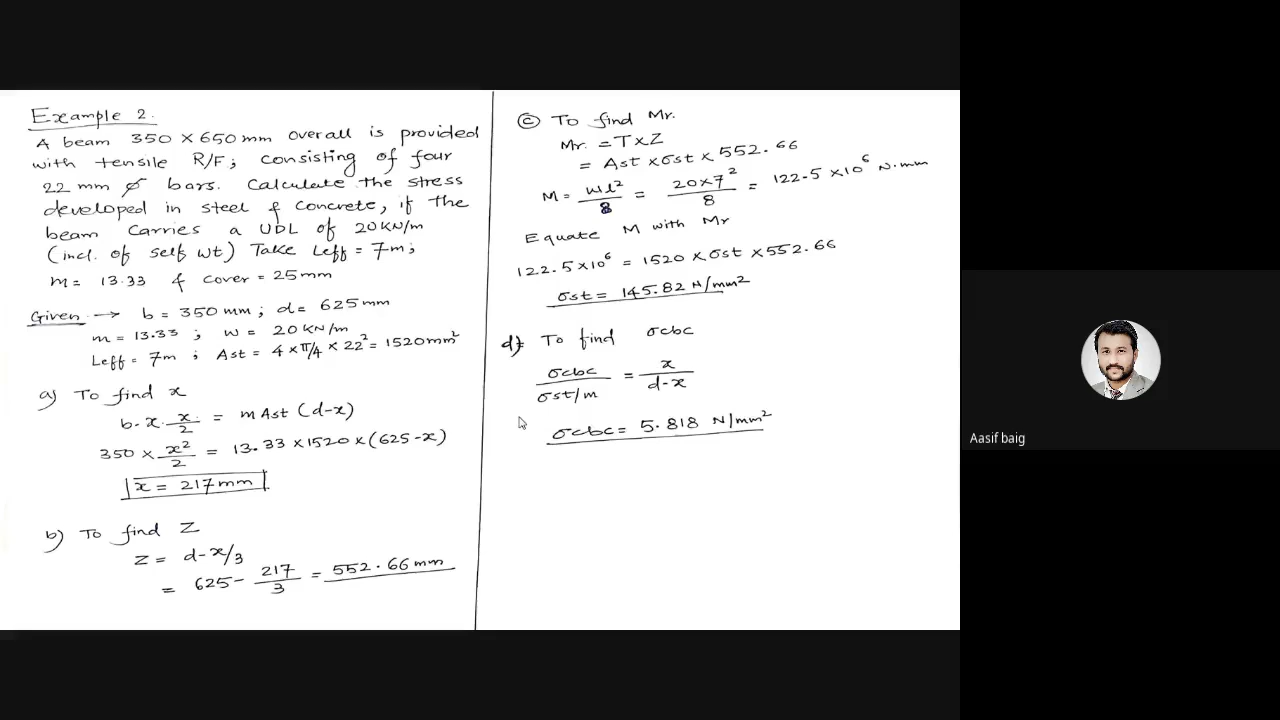 Example 2.
A beam 350 × 650 mm overall is provided
with tensile R/F; consisting of four
22 mm ⌀ bars. Calculate the stress
developed in steel & concrete, if the
beam carries a UDL of 20 KN/m
(incl. of self wt) Take Leff = 7m;
m = 13.33 & cover = 25 mm
Given → b = 350 mm; d = 625 mm
m = 13.33 ; w = 20 KN/m
Leff = 7m ; Ast = 4 × π/4 × 22² = 1520 mm²
a) To find x
b·x·x/2 = m Ast (d-x)
350 × x²/2 = 13.33 × 1520 × (625-x)
x = 217 mm
b) To find Z
Z = d - x/3
= 625 - 217/3 = 552.66 mm
© To find Mr.
Mr. = T x Z
= Ast × σst × 552.66
M = wl²/8 = 20×7²/8 = 122.5 × 10⁶ N.mm
Equate M with Mr
122.5 × 10⁶ = 1520 × σst × 552.66
σst = 145.82 N/mm²
d) To find σcbc
σcbc / σst/m = x / d-x
σcbc = 5.818 N/mm²
Aasif baig